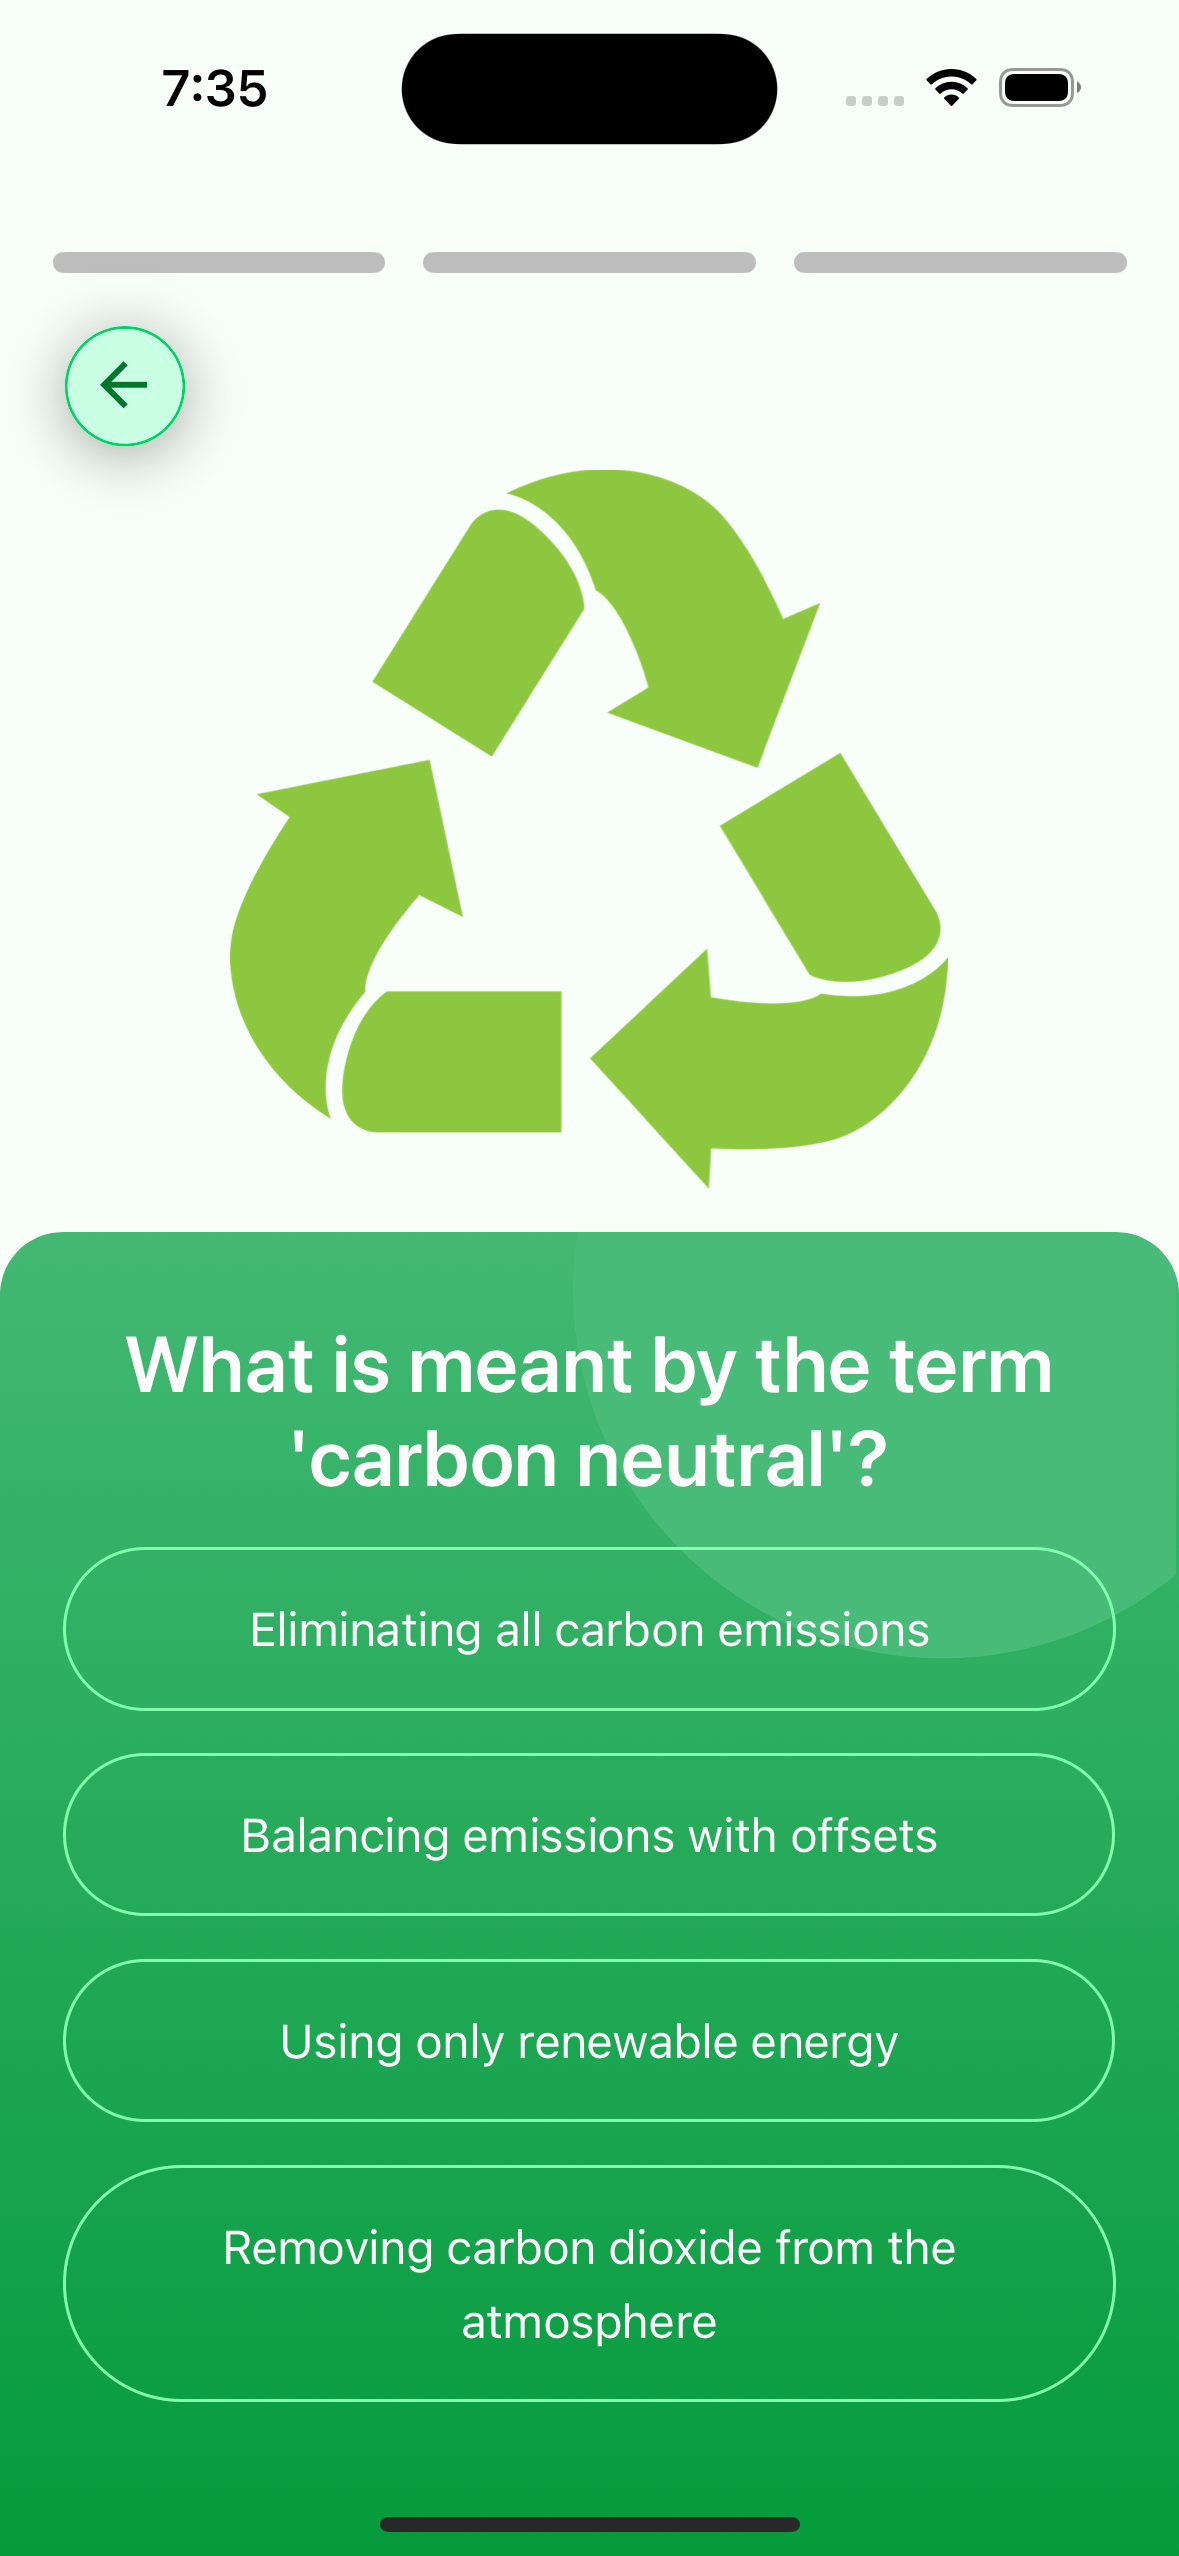 7:35
What is meant by the term
'carbon neutral'?
Eliminating all carbon emissions
Balancing emissions with offsets
Using only renewable energy
Removing carbon dioxide from the
atmosphere